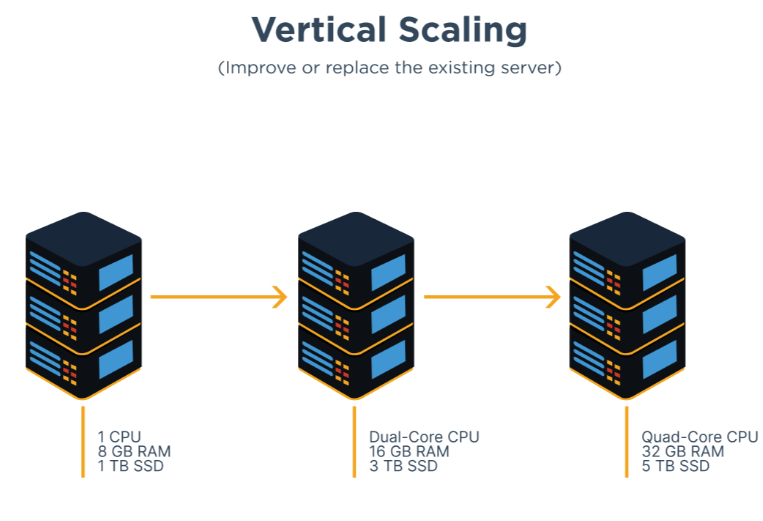 Vertical Scaling
(Improve or replace the existing server)
1 CPU
8 GB RAM
1 TB SSD
Dual-Core CPU
16 GB RAM
3 TB SSD
Quad-Core CPU
32 GB RAM
5 TB SSD